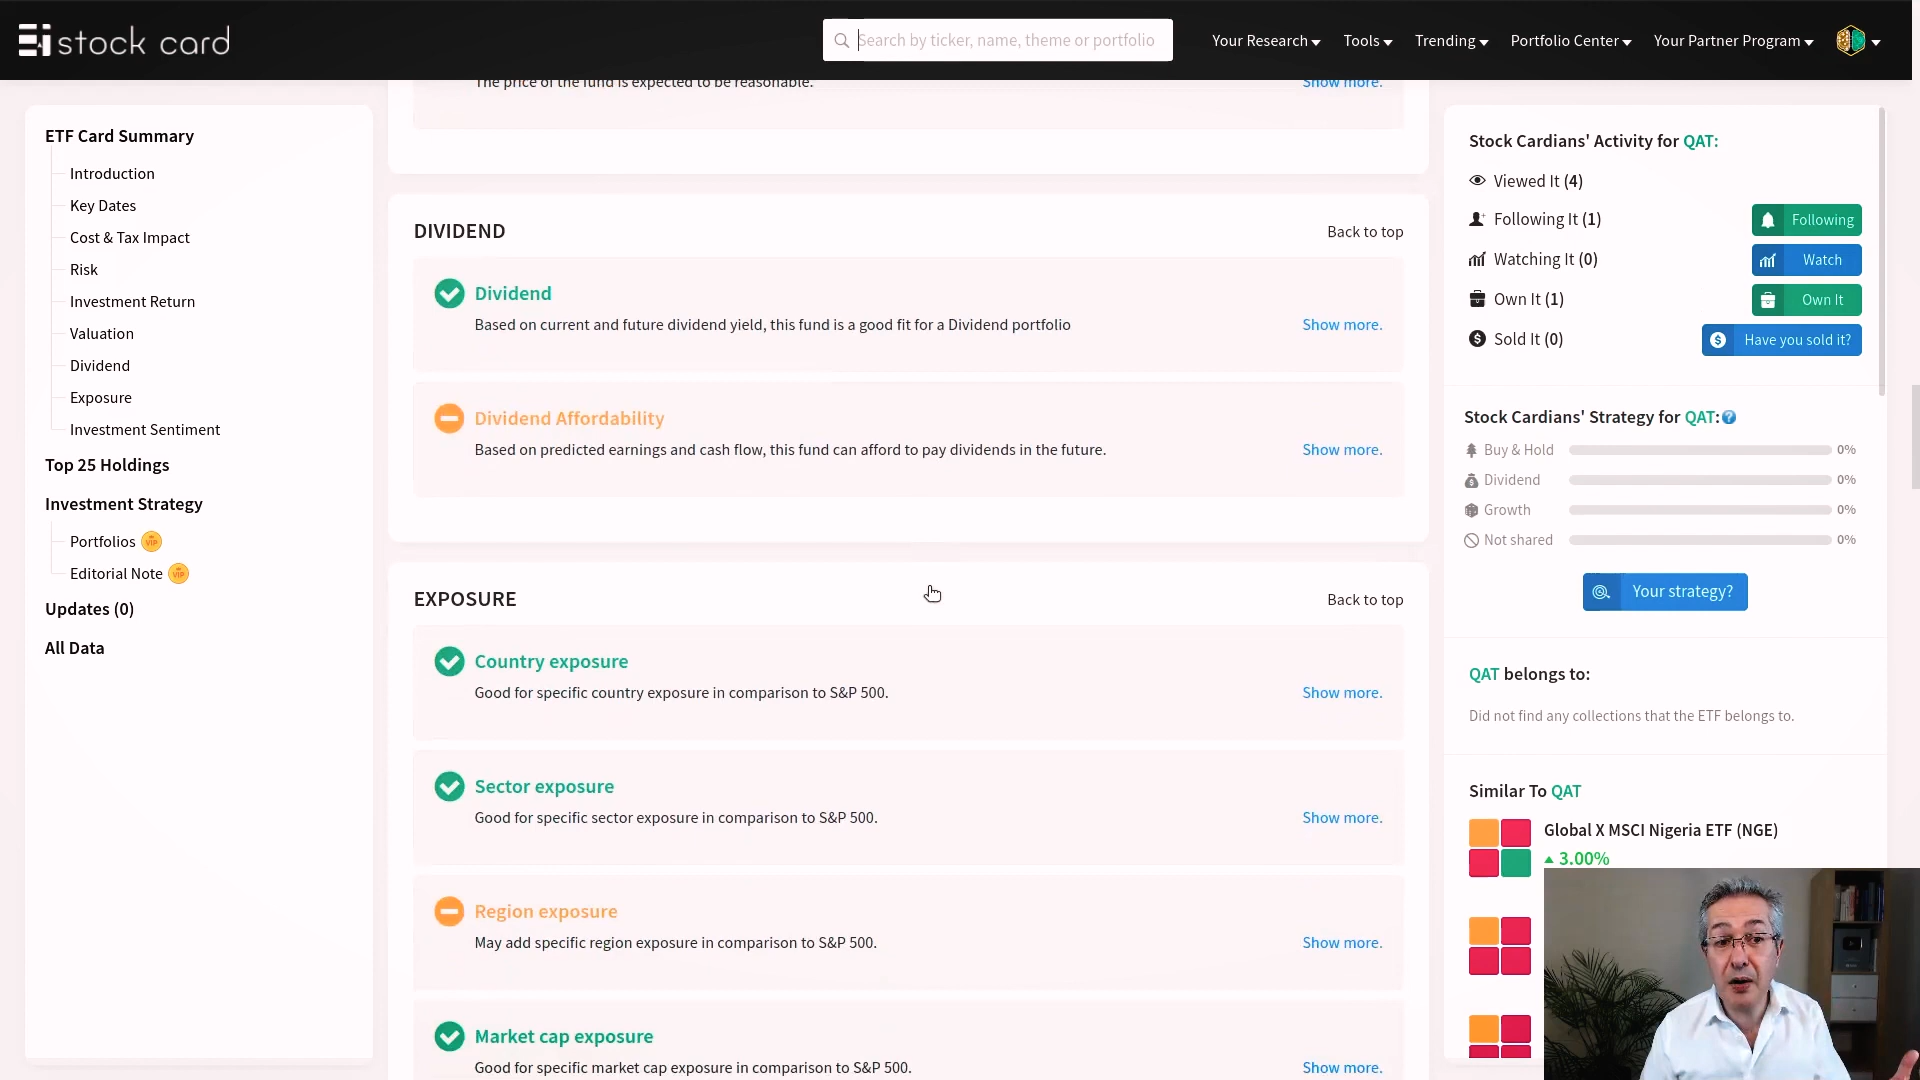 stock card
Search by ticker, name, theme or portfolio
Your Research
Tools
Trending
Portfolio Center
Your Partner Program
ETF Card Summary
Introduction
Key Dates
Cost & Tax Impact
Risk
Investment Return
Valuation
Dividend
Exposure
Investment Sentiment
Top 25 Holdings
Investment Strategy
Portfolios VIP
Editorial Note VIP
Updates (0)
All Data
The price of the fund is expected to be reasonable.
Show more.
DIVIDEND
Back to top
Dividend
Based on current and future dividend yield, this fund is a good fit for a Dividend portfolio
Show more.
Dividend Affordability
Based on predicted earnings and cash flow, this fund can afford to pay dividends in the future.
Show more.
EXPOSURE
Back to top
Country exposure
Good for specific country exposure in comparison to S&P 500.
Show more.
Sector exposure
Good for specific sector exposure in comparison to S&P 500.
Show more.
Region exposure
May add specific region exposure in comparison to S&P 500.
Show more.
Market cap exposure
Good for specific market cap exposure in comparison to S&P 500.
Show more.
Stock Cardians' Activity for QAT:
Viewed It (4)
Following It (1)
Following
Watching It (0)
Watch
Own It (1)
Own It
Sold It (0)
Have you sold it?
Stock Cardians' Strategy for QAT:
Buy & Hold 0%
Dividend 0%
Growth 0%
Not shared 0%
Your strategy?
QAT belongs to:
Did not find any collections that the ETF belongs to.
Similar To QAT
Global X MSCI Nigeria ETF (NGE)
3.00%